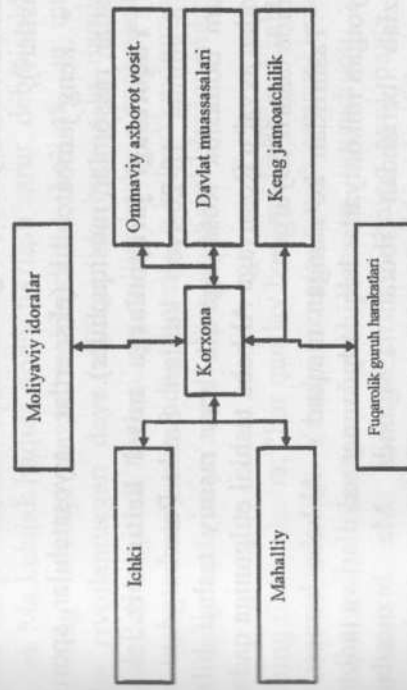 Moliyaviy idoralar
Ichki
Ommaviy axborot vosit.
Korxona
Davlat muassasalari
Mahalliy
Keng jamoatchilik
Fuqarolik guruh harakatlari